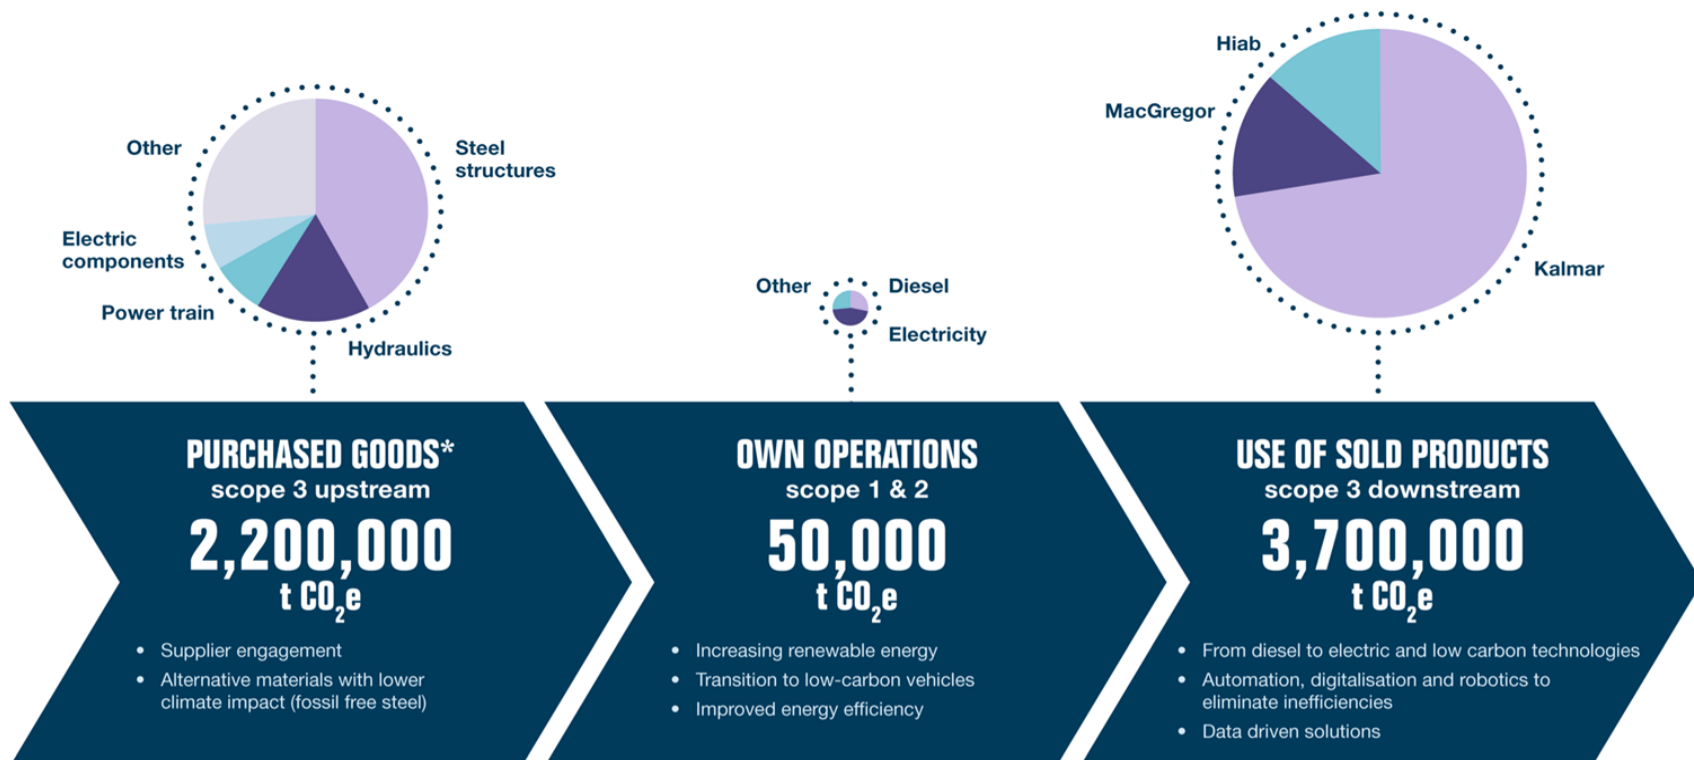 Other
Steel
structures
Electric
components
Power train
Hydraulics
Other
Diesel
Electricity
Hiab
MacGregor
Kalmar
PURCHASED GOODS*
scope 3 upstream
2,200,000
t CO₂e
• Supplier engagement
• Alternative materials with lower
climate impact (fossil free steel)
OWN OPERATIONS
scope 1 & 2
50,000
t CO₂e
• Increasing renewable energy
• Transition to low-carbon vehicles
• Improved energy efficiency
USE OF SOLD PRODUCTS
scope 3 downstream
3,700,000
t CO₂e
• From diesel to electric and low carbon technologies
• Automation, digitalisation and robotics to
eliminate inefficiencies
• Data driven solutions